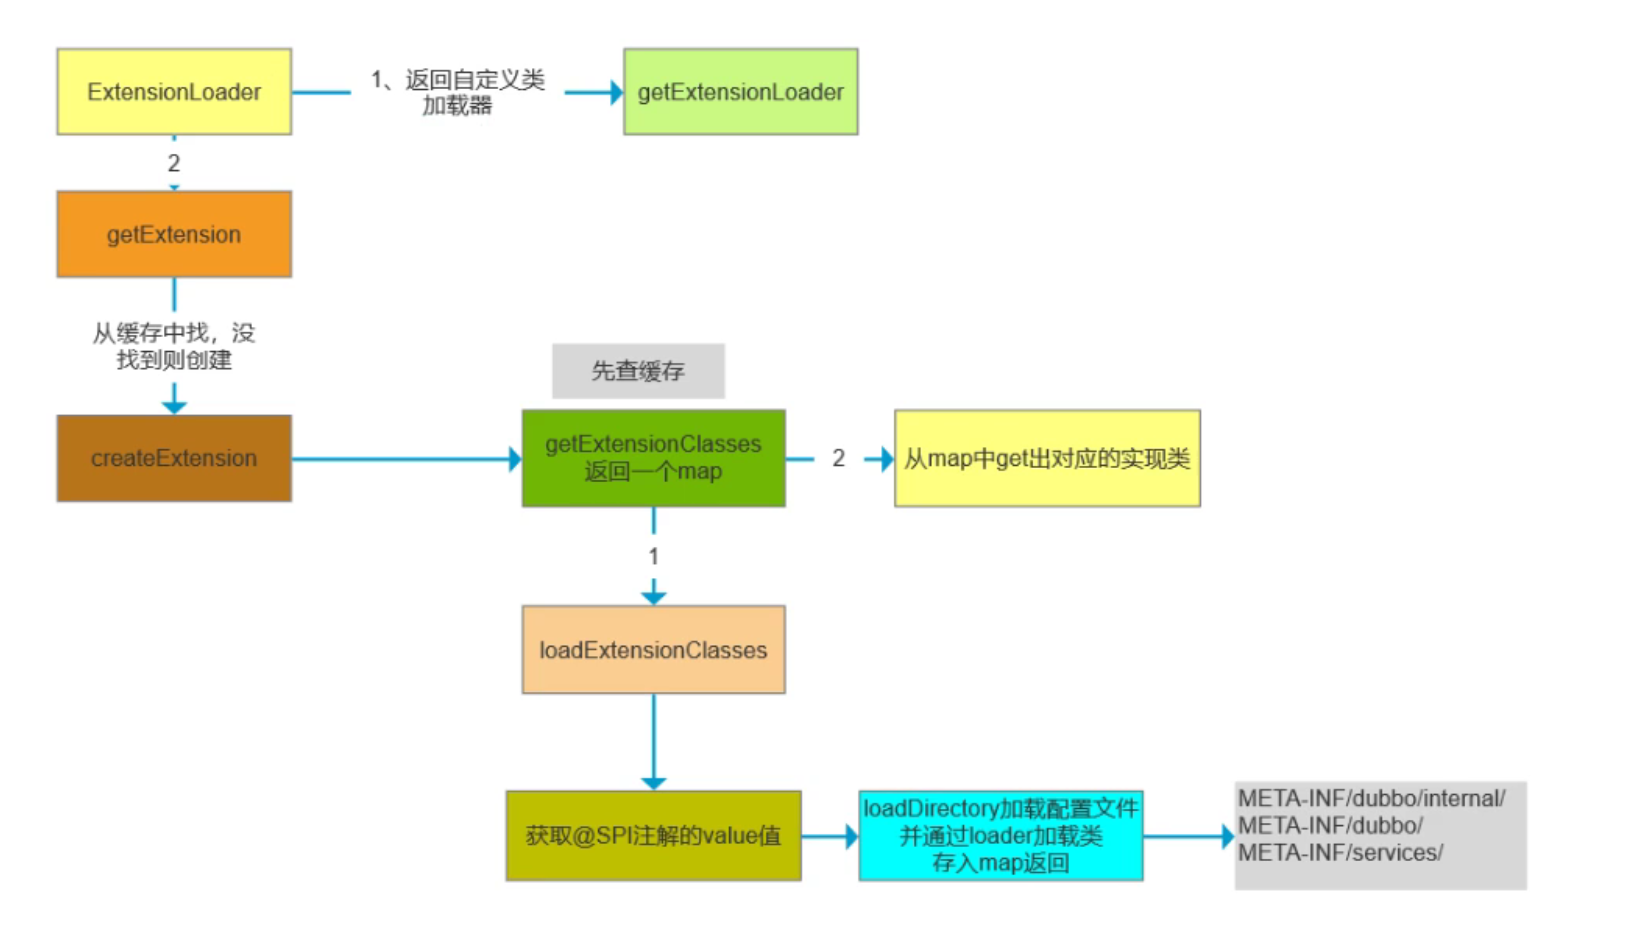 ExtensionLoader
1、返回自定义类
加载器
getExtensionLoader
2
getExtension
从缓存中找，没
找到则创建
先查缓存
createExtension
getExtensionClasses
返回一个map
2
从map中get出对应的实现类
1
loadExtensionClasses
获取@SPI注解的value值
loadDirectory加载配置文件
并通过loader加载类
存入map返回
META-INF/dubbo/internal/
META-INF/dubbo/
META-INF/services/